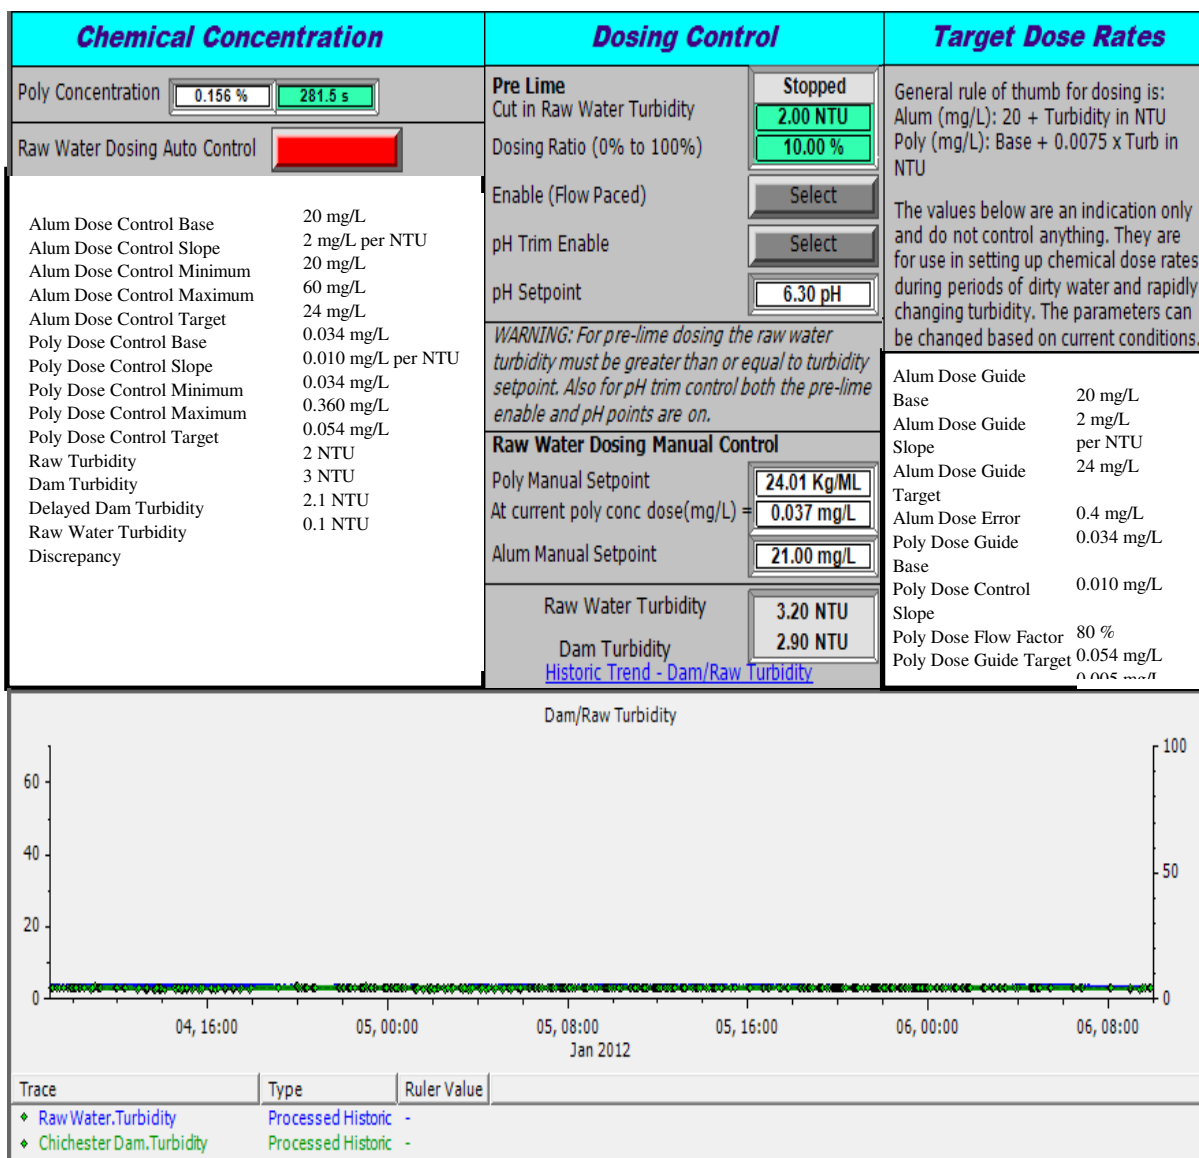 Chemical Concentration
Poly Concentration 0.156 % 281.5 s
Raw Water Dosing Auto Control
Alum Dose Control Base 20 mg/L
Alum Dose Control Slope 2 mg/L per NTU
Alum Dose Control Minimum 20 mg/L
Alum Dose Control Maximum 60 mg/L
Alum Dose Control Target 24 mg/L
Poly Dose Control Base 0.034 mg/L
Poly Dose Control Slope 0.010 mg/L per NTU
Poly Dose Control Minimum 0.034 mg/L
Poly Dose Control Maximum 0.360 mg/L
Poly Dose Control Target 0.054 mg/L
Raw Turbidity 2 NTU
Dam Turbidity 3 NTU
Delayed Dam Turbidity 2.1 NTU
Raw Water Turbidity 0.1 NTU
Discrepancy
Dosing Control
Pre Lime Stopped
Cut in Raw Water Turbidity 2.00 NTU
Dosing Ratio (0% to 100%) 10.00 %
Enable (Flow Paced) Select
pH Trim Enable Select
pH Setpoint 6.30 pH
WARNING: For pre-lime dosing the raw water
turbidity must be greater than or equal to turbidity
setpoint. Also for pH trim control both the pre-lime
enable and pH points are on.
Raw Water Dosing Manual Control
Poly Manual Setpoint 24.01 Kg/ML
At current poly conc dose(mg/L) = 0.037 mg/L
Alum Manual Setpoint 21.00 mg/L
Raw Water Turbidity 3.20 NTU
Dam Turbidity 2.90 NTU
Historic Trend - Dam/Raw Turbidity
Target Dose Rates
General rule of thumb for dosing is:
Alum (mg/L): 20 + Turbidity in NTU
Poly (mg/L): Base + 0.0075 x Turb in
NTU
The values below are an indication only
and do not control anything. They are
for use in setting up chemical dose rates
during periods of dirty water and rapidly
changing turbidity. The parameters can
be changed based on current conditions.
Alum Dose Guide
Base 20 mg/L
Alum Dose Guide 2 mg/L
Slope per NTU
Alum Dose Guide 24 mg/L
Target
Alum Dose Error 0.4 mg/L
Poly Dose Guide 0.034 mg/L
Base
Poly Dose Control 0.010 mg/L
Slope
Poly Dose Flow Factor 80 %
Poly Dose Guide Target 0.054 mg/L
0.005 mg/L
Dam/Raw Turbidity
60
40
20
0
100
50
0
04, 16:00 05, 00:00 05, 08:00 05, 16:00 06, 00:00 06, 08:00
Jan 2012
Trace Type Ruler Value
Raw Water.Turbidity Processed Historic -
Chichester Dam.Turbidity Processed Historic -